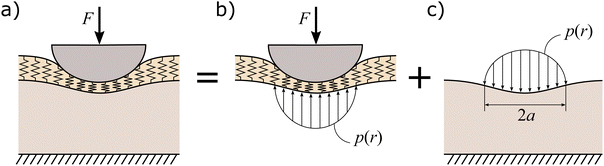 a)
F
=
b)
F
p(r)
+
c)
p(r)
2a